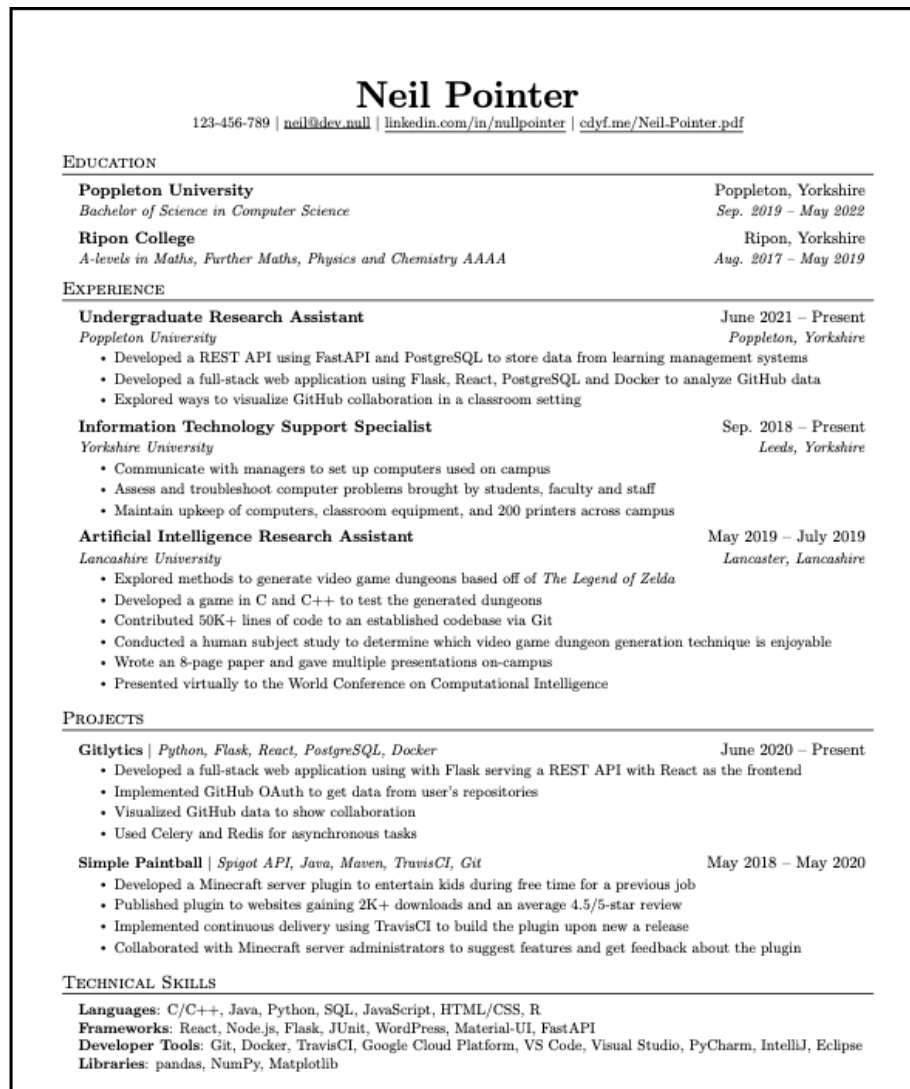 Neil Pointer
123-456-789 | neil@dev.null | linkedin.com/in/nullpointer | cdyf.me/Neil-Pointer.pdf
Education
Poppleton University Poppleton, Yorkshire
Bachelor of Science in Computer Science Sep. 2019 – May 2022
Ripon College Ripon, Yorkshire
A-levels in Maths, Further Maths, Physics and Chemistry AAAA Aug. 2017 – May 2019
Experience
Undergraduate Research Assistant June 2021 – Present
Poppleton University Poppleton, Yorkshire
• Developed a REST API using FastAPI and PostgreSQL to store data from learning management systems
• Developed a full-stack web application using Flask, React, PostgreSQL and Docker to analyze GitHub data
• Explored ways to visualize GitHub collaboration in a classroom setting
Information Technology Support Specialist Sep. 2018 – Present
Yorkshire University Leeds, Yorkshire
• Communicate with managers to set up computers used on campus
• Assess and troubleshoot computer problems brought by students, faculty and staff
• Maintain upkeep of computers, classroom equipment, and 200 printers across campus
Artificial Intelligence Research Assistant May 2019 – July 2019
Lancashire University Lancaster, Lancashire
• Explored methods to generate video game dungeons based off of The Legend of Zelda
• Developed a game in C and C++ to test the generated dungeons
• Contributed 50K+ lines of code to an established codebase via Git
• Conducted a human subject study to determine which video game dungeon generation technique is enjoyable
• Wrote an 8-page paper and gave multiple presentations on-campus
• Presented virtually to the World Conference on Computational Intelligence
Projects
Gitlytics | Python, Flask, React, PostgreSQL, Docker June 2020 – Present
• Developed a full-stack web application using with Flask serving a REST API with React as the frontend
• Implemented GitHub OAuth to get data from user's repositories
• Visualized GitHub data to show collaboration
• Used Celery and Redis for asynchronous tasks
Simple Paintball | Spigot API, Java, Maven, TravisCI, Git May 2018 – May 2020
• Developed a Minecraft server plugin to entertain kids during free time for a previous job
• Published plugin to websites gaining 2K+ downloads and an average 4.5/5-star review
• Implemented continuous delivery using TravisCI to build the plugin upon new a release
• Collaborated with Minecraft server administrators to suggest features and get feedback about the plugin
Technical Skills
Languages: C/C++, Java, Python, SQL, JavaScript, HTML/CSS, R
Frameworks: React, Node.js, Flask, JUnit, WordPress, Material-UI, FastAPI
Developer Tools: Git, Docker, TravisCI, Google Cloud Platform, VS Code, Visual Studio, PyCharm, IntelliJ, Eclipse
Libraries: pandas, NumPy, Matplotlib